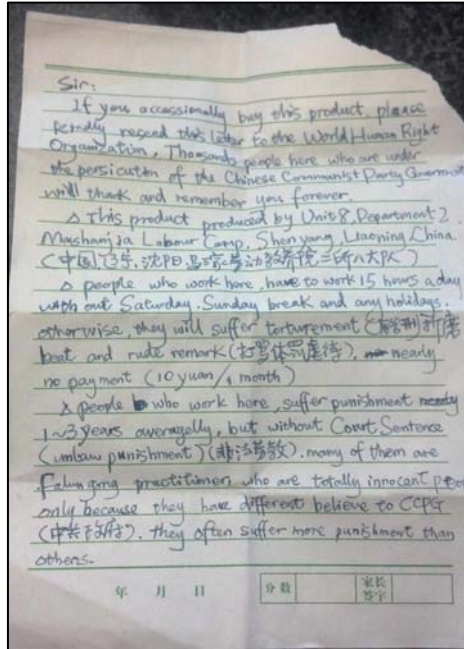 Sir:
If you occassionally buy this product, please
kindly resend this letter to the World Human Right
Organization. Thousands people here who are under
the persicution of the Chinese Communist Party Government
will thank and remember you forever.
This product produced by Unit 8, Department 2,
Mashanjia Labour Camp, Shenyang, Liaoning, China.
(中国,辽宁,沈阳马三家劳动教养院二所八大队)
people who work here, have to work 15 hours a day
with out Saturday, Sunday break and any holidays,
otherwise, they will suffer torturement
beat and rude remark (打骂体罚虐待), nearly
no payment (10 yuan/1 month)
people who work here, suffer punishment
1~3 years averagelly, but without Court Sentence
(unlaw punishment) (非法劳教). many of them are
Falun gong practitioner, who are totally innocent
only because they have different believe to CCPG
(中共政府), they often suffer more punishment than
others.
年 月 日 分数 家长签字